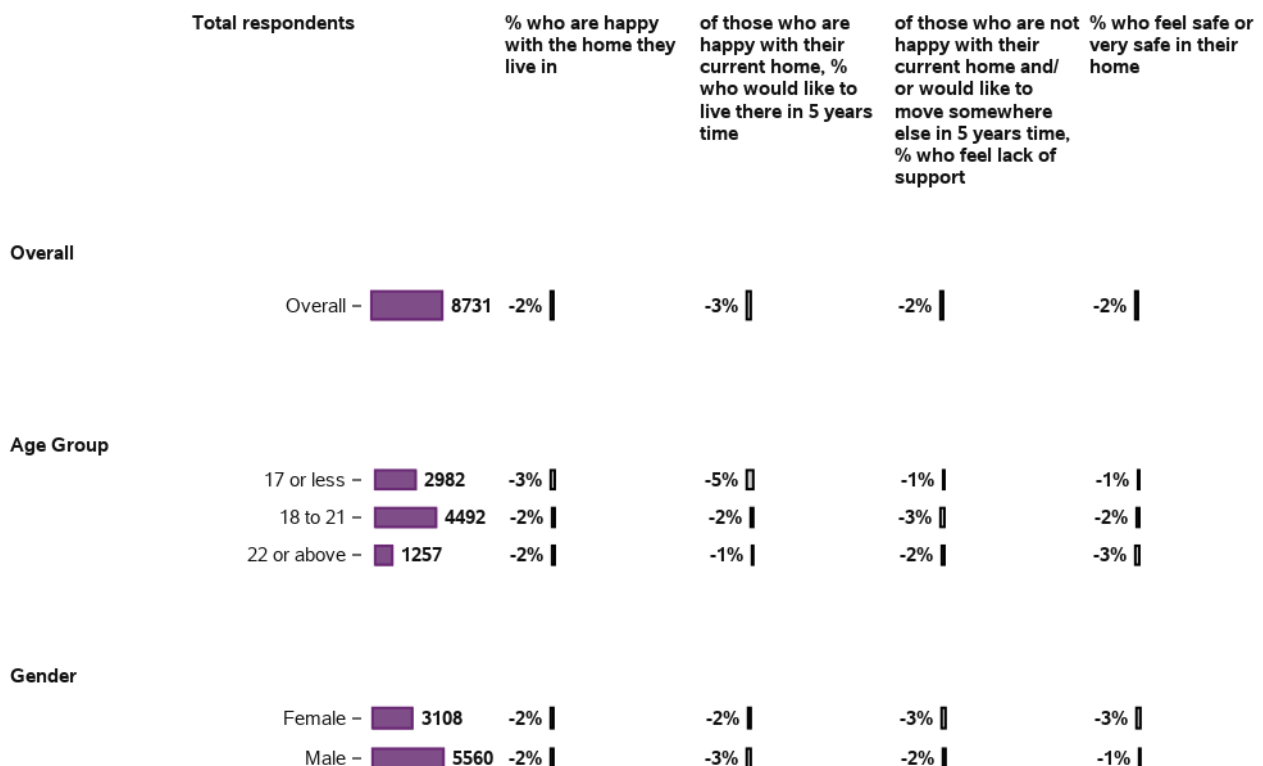 Total respondents
% who are happy
with the home they
live in
of those who are
happy with their
current home, %
who would like to
live there in 5 years
time
of those who are not
happy with their
current home and/
or would like to
move somewhere
else in 5 years time,
% who feel lack of
support
% who feel safe or
very safe in their
home
Overall
Overall – 8731 -2% -3% -2% -2%
Age Group
17 or less – 2982 -3% -5% -1% -1%
18 to 21 – 4492 -2% -2% -3% -2%
22 or above – 1257 -2% -1% -2% -3%
Gender
Female – 3108 -2% -2% -3% -3%
Male – 5560 -2% -3% -2% -1%